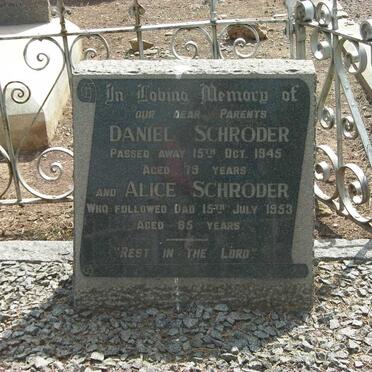 In Loving Memory of
OUR DEAR PARENTS
DANIEL SCHRODER
PASSED AWAY 15TH OCT. 1945
AGED 79 YEARS
AND ALICE SCHRODER
WHO FOLLOWED DAD 15TH JULY 1953
AGED 85 YEARS
"REST IN THE LORD"